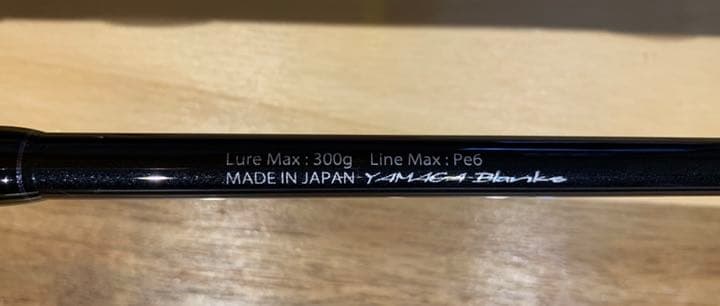 Lure Max : 300g Line Max : Pe6
MADE IN JAPAN YAMAGA Blanks